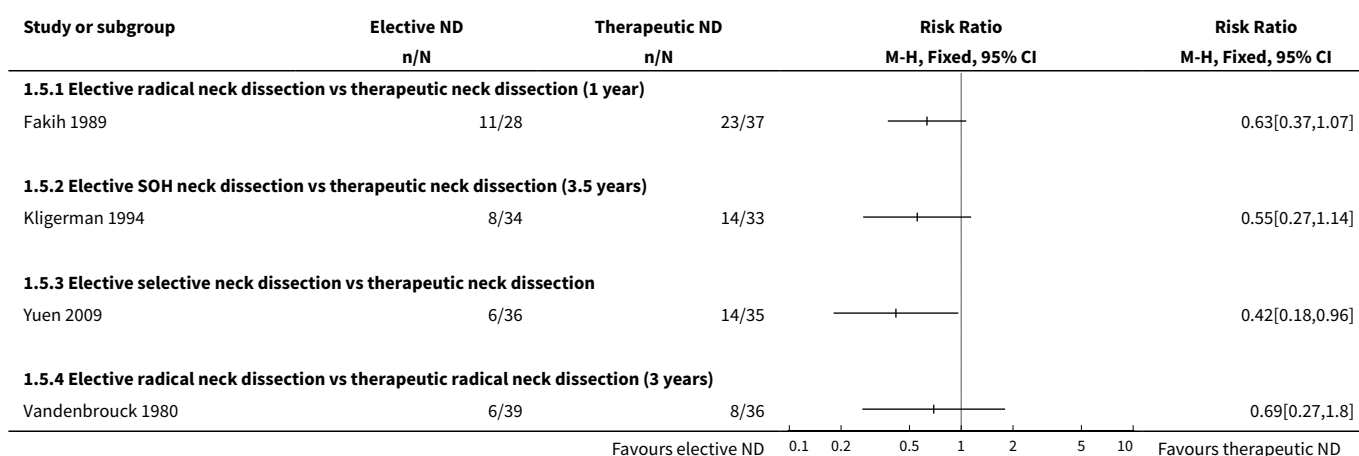 Study or subgroup Elective ND Therapeutic ND Risk Ratio Risk Ratio
n/N n/N M-H, Fixed, 95% CI M-H, Fixed, 95% CI
1.5.1 Elective radical neck dissection vs therapeutic neck dissection (1 year)
Fakih 1989 11/28 23/37 0.63[0.37,1.07]
1.5.2 Elective SOH neck dissection vs therapeutic neck dissection (3.5 years)
Kligerman 1994 8/34 14/33 0.55[0.27,1.14]
1.5.3 Elective selective neck dissection vs therapeutic neck dissection
Yuen 2009 6/36 14/35 0.42[0.18,0.96]
1.5.4 Elective radical neck dissection vs therapeutic radical neck dissection (3 years)
Vandenbrouck 1980 6/39 8/36 0.69[0.27,1.8]
Favours elective ND 0.1 0.2 0.5 1 2 5 10 Favours therapeutic ND